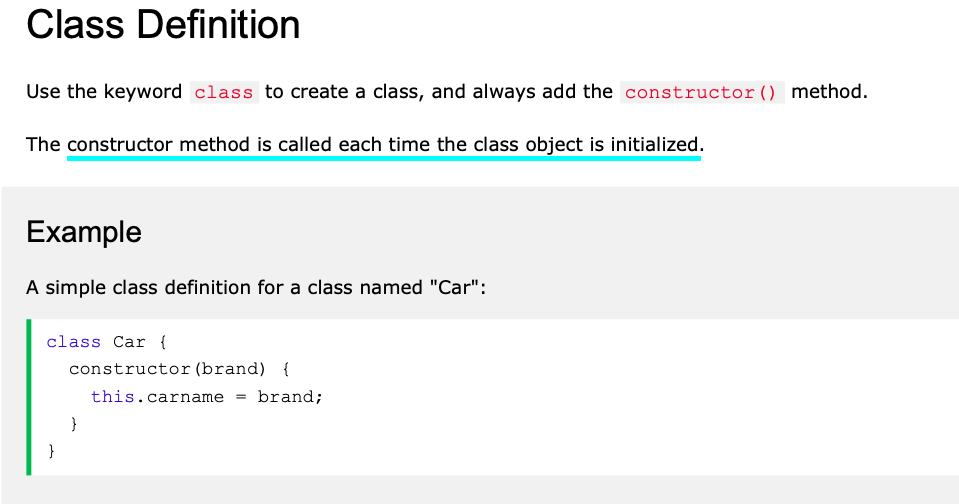 Class Definition
Use the keyword class to create a class, and always add the constructor() method.
The constructor method is called each time the class object is initialized.
Example
A simple class definition for a class named "Car":
class Car {
  constructor(brand) {
    this.carname = brand;
  }
}